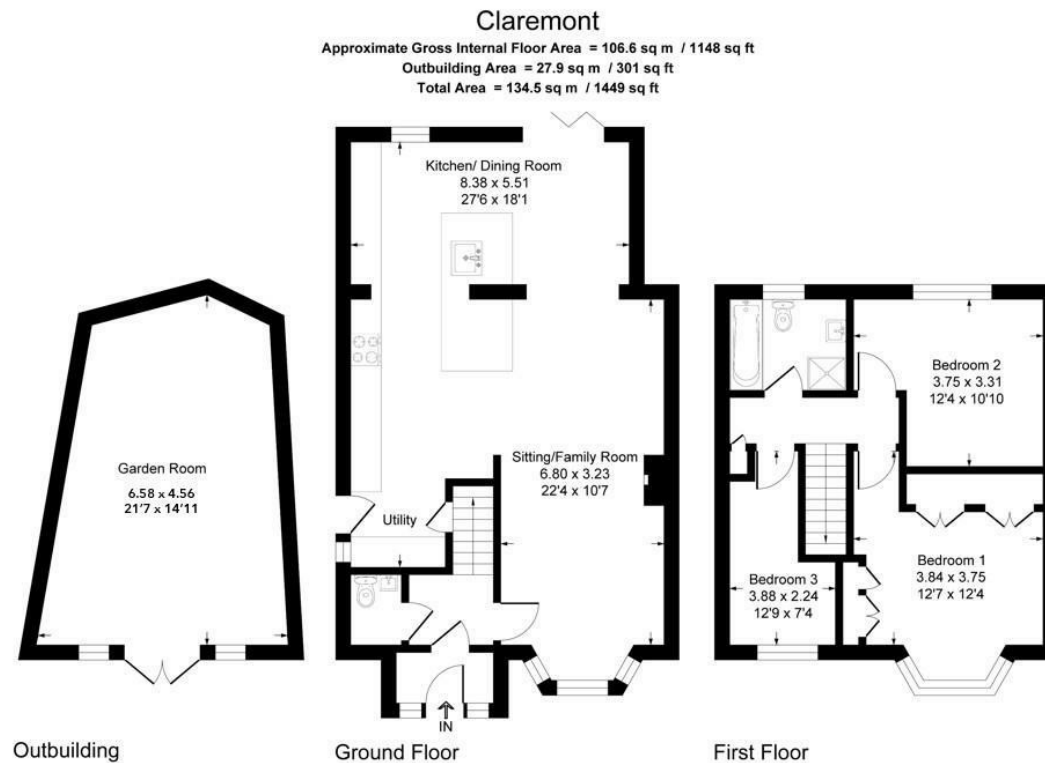 Claremont
Approximate Gross Internal Floor Area = 106.6 sq m / 1148 sq ft
Outbuilding Area = 27.9 sq m / 301 sq ft
Total Area = 134.5 sq m / 1449 sq ft
Kitchen/ Dining Room
8.38 x 5.51
27'6 x 18'1
Bedroom 2
3.75 x 3.31
12'4 x 10'10
Garden Room
6.58 x 4.56
21'7 x 14'11
Sitting/Family Room
6.80 x 3.23
22'4 x 10'7
Utility
Bedroom 1
3.84 x 3.75
12'7 x 12'4
Bedroom 3
3.88 x 2.24
12'9 x 7'4
IN
Outbuilding
Ground Floor
First Floor